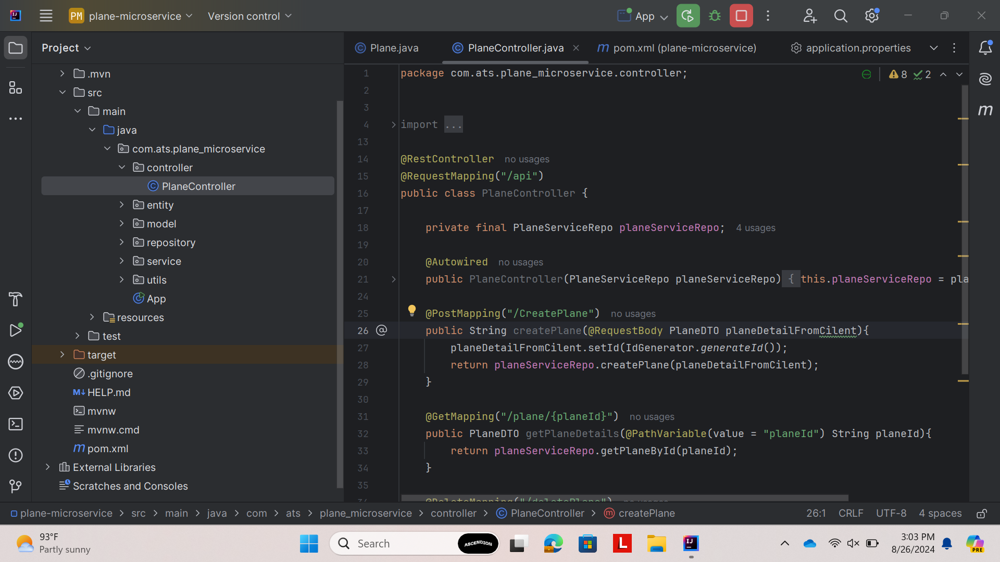 PM plane-microservice Version control App
Project
.mvn
src
main
java
com.ats.plane_microservice
controller
PlaneController
entity
model
repository
service
utils
App
resources
test
target
.gitignore
M↓ HELP.md
mvnw
mvnw.cmd
m pom.xml
External Libraries
Scratches and Consoles
Plane.java PlaneController.java m pom.xml (plane-microservice) application.properties
8 2
1 package com.ats.plane_microservice.controller;
2
3
4 import ...
13
14 @RestController no usages
15 @RequestMapping("/api")
16 public class PlaneController {
17
18 private final PlaneServiceRepo planeServiceRepo; 4 usages
19
20 @Autowired no usages
21 public PlaneController(PlaneServiceRepo planeServiceRepo) { this.planeServiceRepo = pla
24
25 @PostMapping("/CreatePlane") no usages
26 public String createPlane(@RequestBody PlaneDTO planeDetailFromCilent){
27 planeDetailFromCilent.setId(IdGenerator.generateId());
28 return planeServiceRepo.createPlane(planeDetailFromCilent);
29 }
30
31 @GetMapping("/plane/{planeId}") no usages
32 public PlaneDTO getPlaneDetails(@PathVariable(value = "planeId") String planeId){
33 return planeServiceRepo.getPlaneById(planeId);
34 }
35
@DeleteMapping("/deletePlane") no usages
plane-microservice > src > main > java > com > ats > plane_microservice > controller > PlaneController > createPlane 26:1 CRLF UTF-8 4 spaces
93°F
Partly sunny
Search
ASCENDION
L
IJ
3:03 PM
8/26/2024
PRE